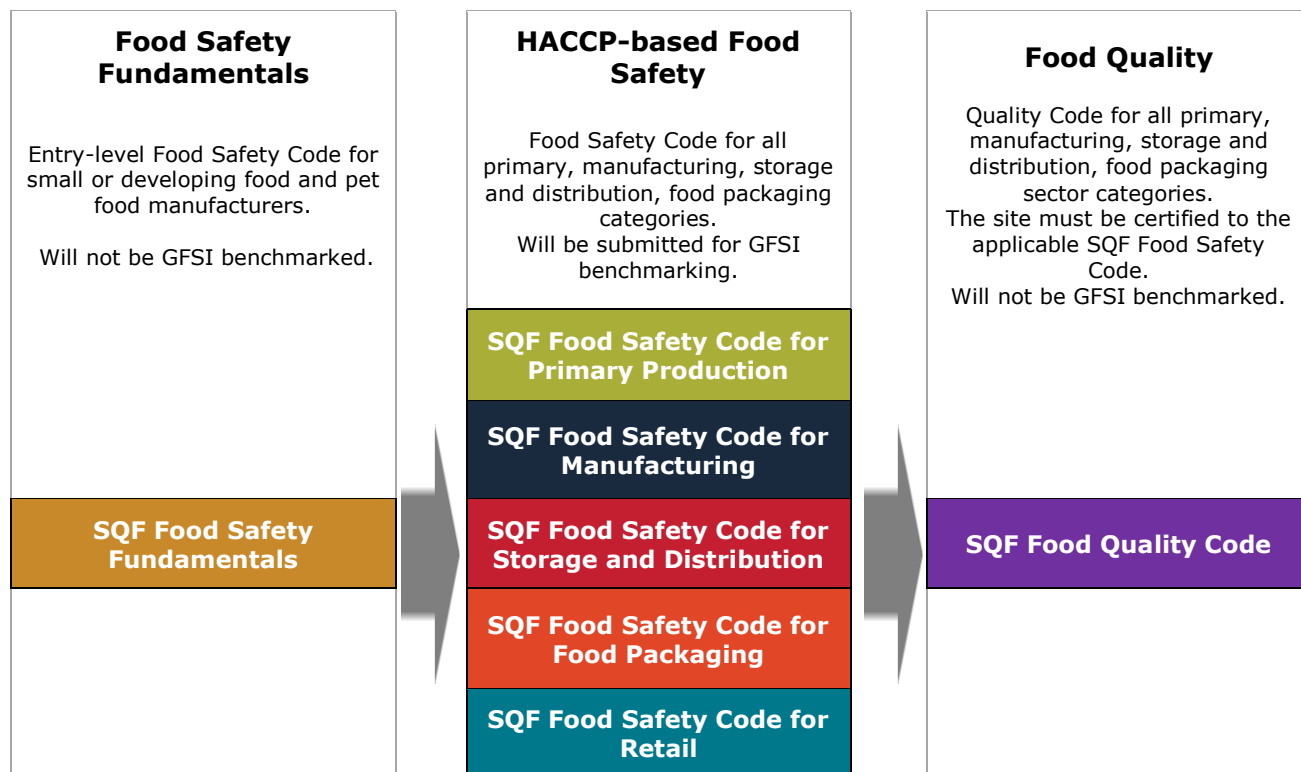 Food Safety
Fundamentals
Entry-level Food Safety Code for
small or developing food and pet
food manufacturers.
Will not be GFSI benchmarked.
SQF Food Safety
Fundamentals
HACCP-based Food
Safety
Food Safety Code for all
primary, manufacturing, storage
and distribution, food packaging
categories.
Will be submitted for GFSI
benchmarking.
SQF Food Safety Code for
Primary Production
SQF Food Safety Code for
Manufacturing
SQF Food Safety Code for
Storage and Distribution
SQF Food Safety Code for
Food Packaging
SQF Food Safety Code for
Retail
Food Quality
Quality Code for all primary,
manufacturing, storage and
distribution, food packaging
sector categories.
The site must be certified to the
applicable SQF Food Safety
Code.
Will not be GFSI benchmarked.
SQF Food Quality Code